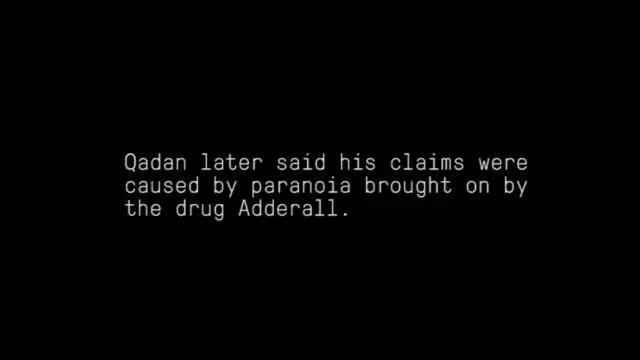 Qadan later said his claims were
caused by paranoia brought on by
the drug Adderall.